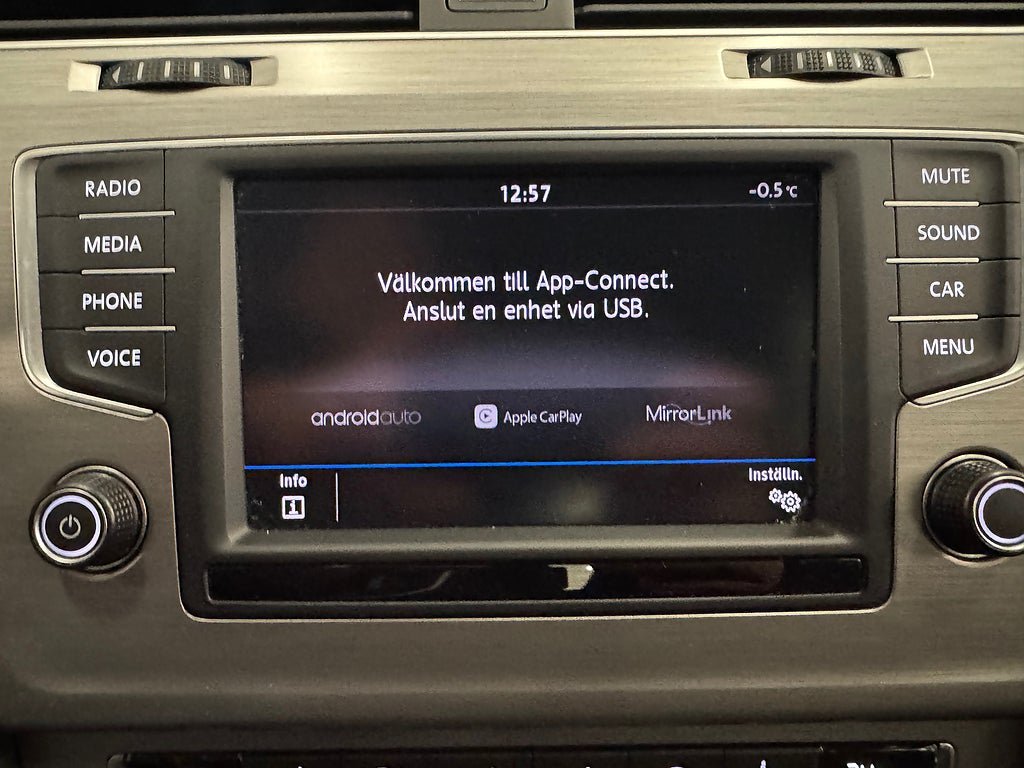 RADIO
MEDIA
PHONE
VOICE
12:57
-0.5°C
Välkommen till App-Connect.
Anslut en enhet via USB.
androidauto
Apple CarPlay
MirrorLink
Info
Inställn.
MUTE
SOUND
CAR
MENU